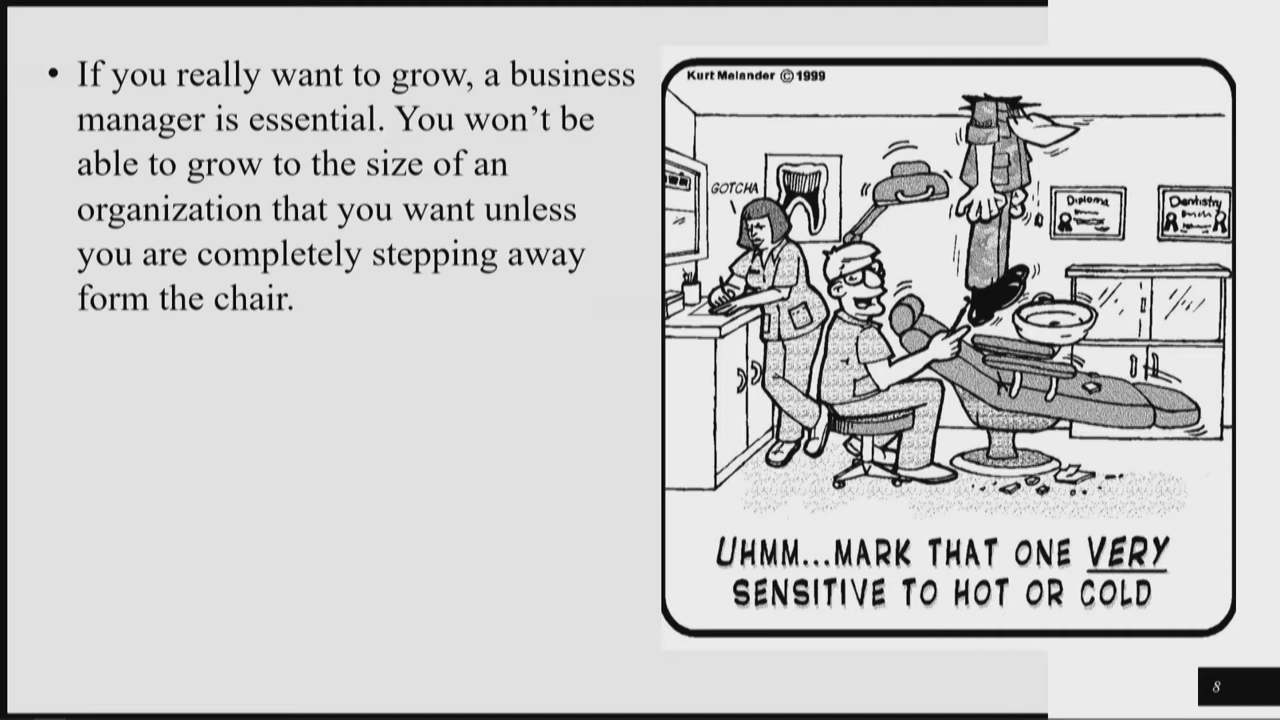 • If you really want to grow, a business
manager is essential. You won’t be
able to grow to the size of an
organization that you want unless
you are completely stepping away
form the chair.
Kurt Melander © 1999
GOTCHA
Diploma
Dentistry
UHMM...MARK THAT ONE VERY
SENSITIVE TO HOT OR COLD
8